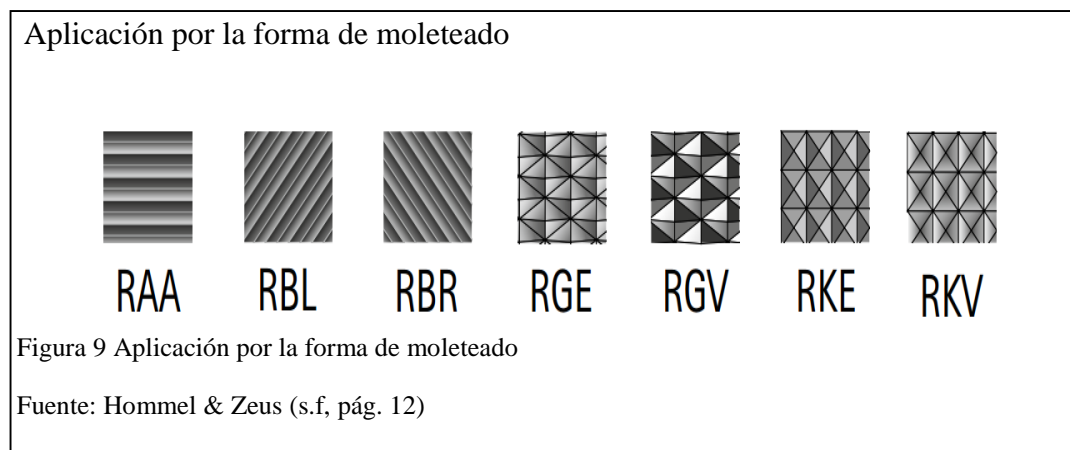 Aplicación por la forma de moleteado
RAA RBL RBR RGE RGV RKE RKV
Figura 9 Aplicación por la forma de moleteado
Fuente: Hommel & Zeus (s.f, pág. 12)